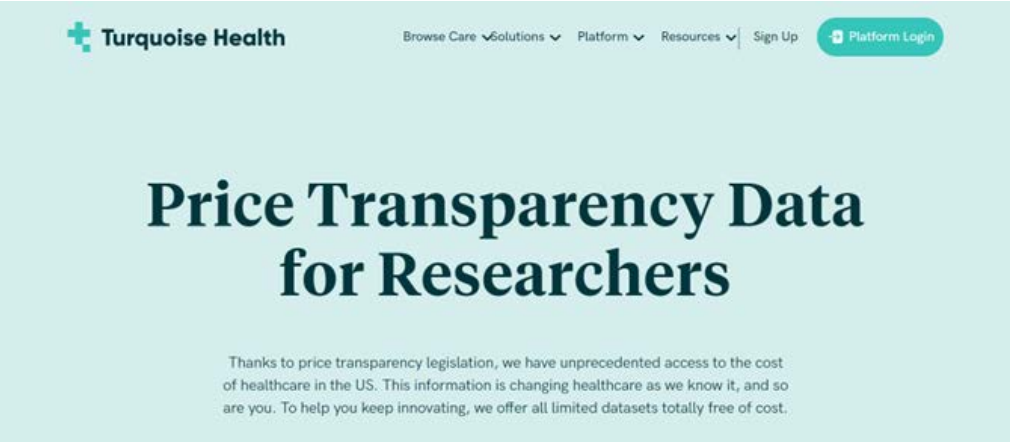 Turquoise Health
Browse Care Solutions Platform Resources Sign Up Platform Login
Price Transparency Data
for Researchers
Thanks to price transparency legislation, we have unprecedented access to the cost
of healthcare in the US. This information is changing healthcare as we know it, and so
are you. To help you keep innovating, we offer all limited datasets totally free of cost.